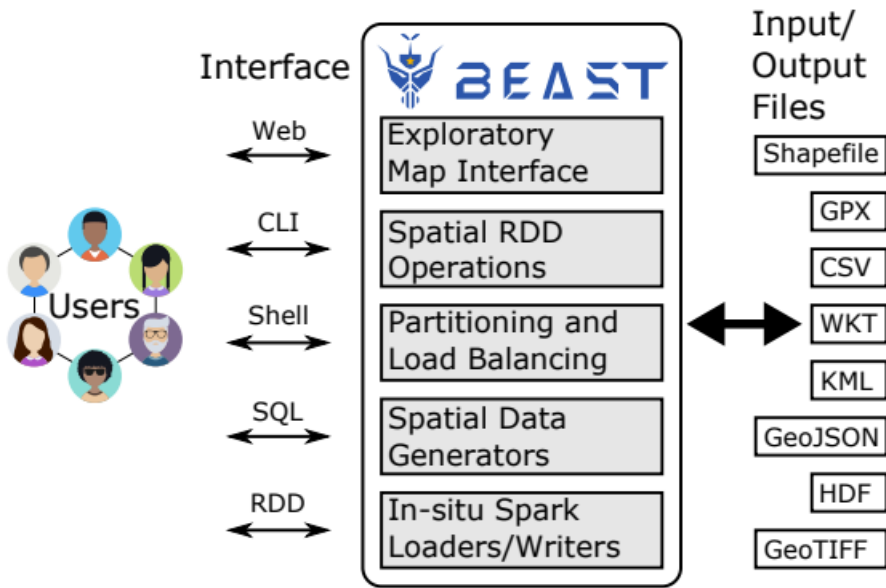 Interface
Web
CLI
Shell
SQL
RDD
Users
BEAST
Exploratory
Map Interface
Spatial RDD
Operations
Partitioning and
Load Balancing
Spatial Data
Generators
In-situ Spark
Loaders/Writers
Input/
Output
Files
Shapefile
GPX
CSV
WKT
KML
GeoJSON
HDF
GeoTIFF